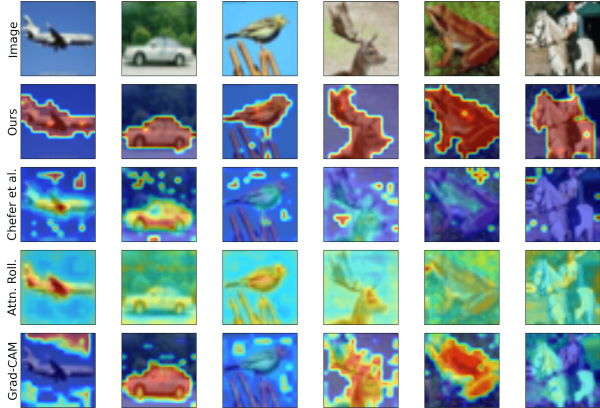 Image
Ours
Chefer et al.
Attn. Roll.
Grad-CAM